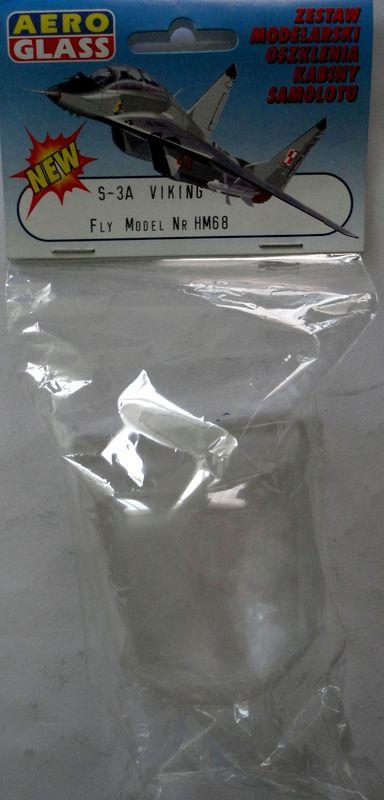 AERO
GLASS
ZESTAW
MODELARSKI
OSZKLENIA
KABINY
SAMOLOTU
NEW
S-3A VIKING
FLY MODEL NR HM68